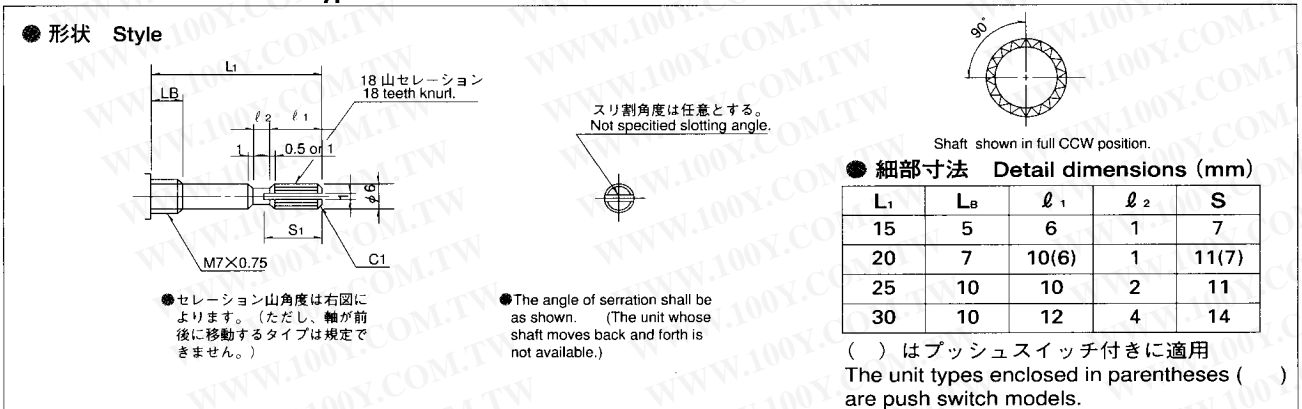 ● 形状 Style
L1
LB
ℓ2 ℓ1
18 山セレーション
18 teeth knurl.
1 0.5 or 1
1
φ6
S1
M7×0.75
C1
スリ割角度は任意とする。
Not specitied slotting angle.
90°
Shaft shown in full CCW position.
●セレーション山角度は右図に
よります。（ただし、軸が前
後に移動するタイプは規定で
きません。）
●The angle of serration shall be
as shown. (The unit whose
shaft moves back and forth is
not available.)
● 細部寸法 Detail dimensions (mm)
L1 LB ℓ1 ℓ2 S
15 5 6 1 7
20 7 10(6) 1 11(7)
25 10 10 2 11
30 10 12 4 14
( ) はプッシュスイッチ付きに適用
The unit types enclosed in parentheses ( )
are push switch models.
WWW.100Y.COM.TW